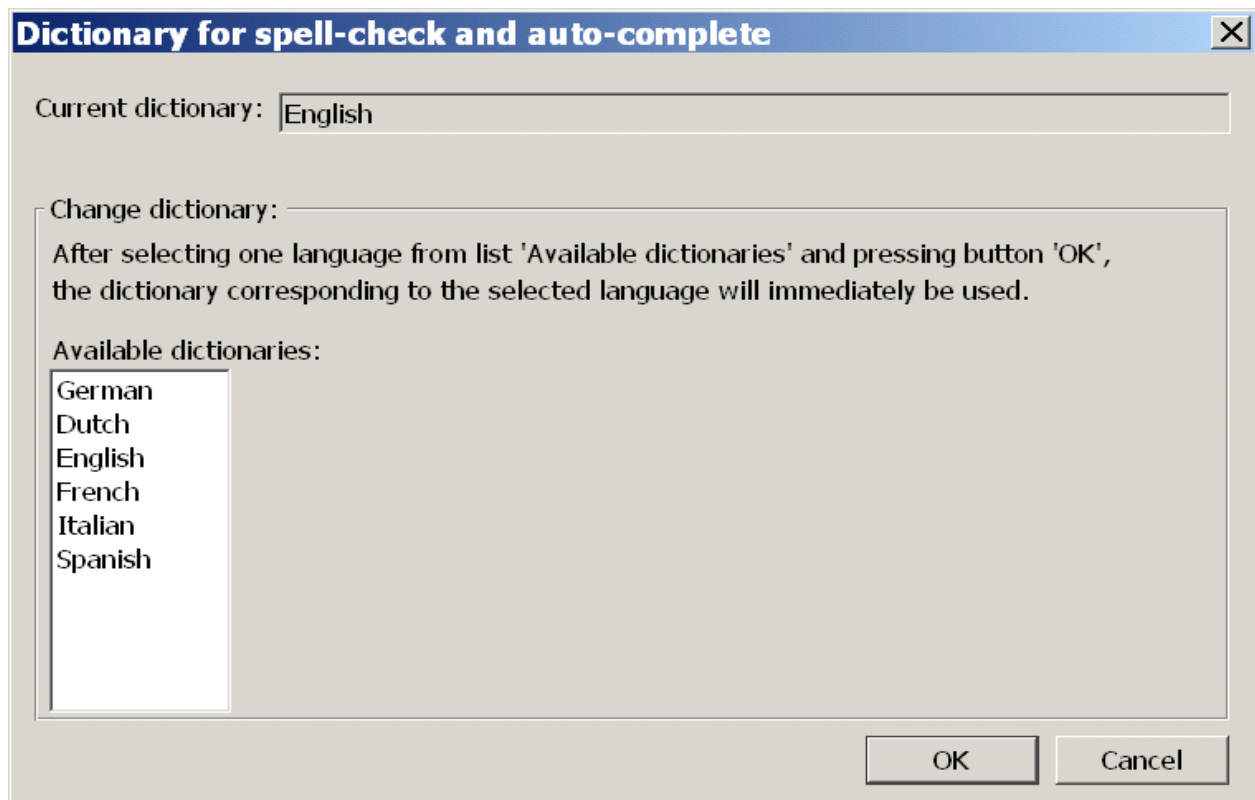 Dictionary for spell-check and auto-complete
Current dictionary: English
Change dictionary:
After selecting one language from list 'Available dictionaries' and pressing button 'OK',
the dictionary corresponding to the selected language will immediately be used.
Available dictionaries:
German
Dutch
English
French
Italian
Spanish
OK Cancel